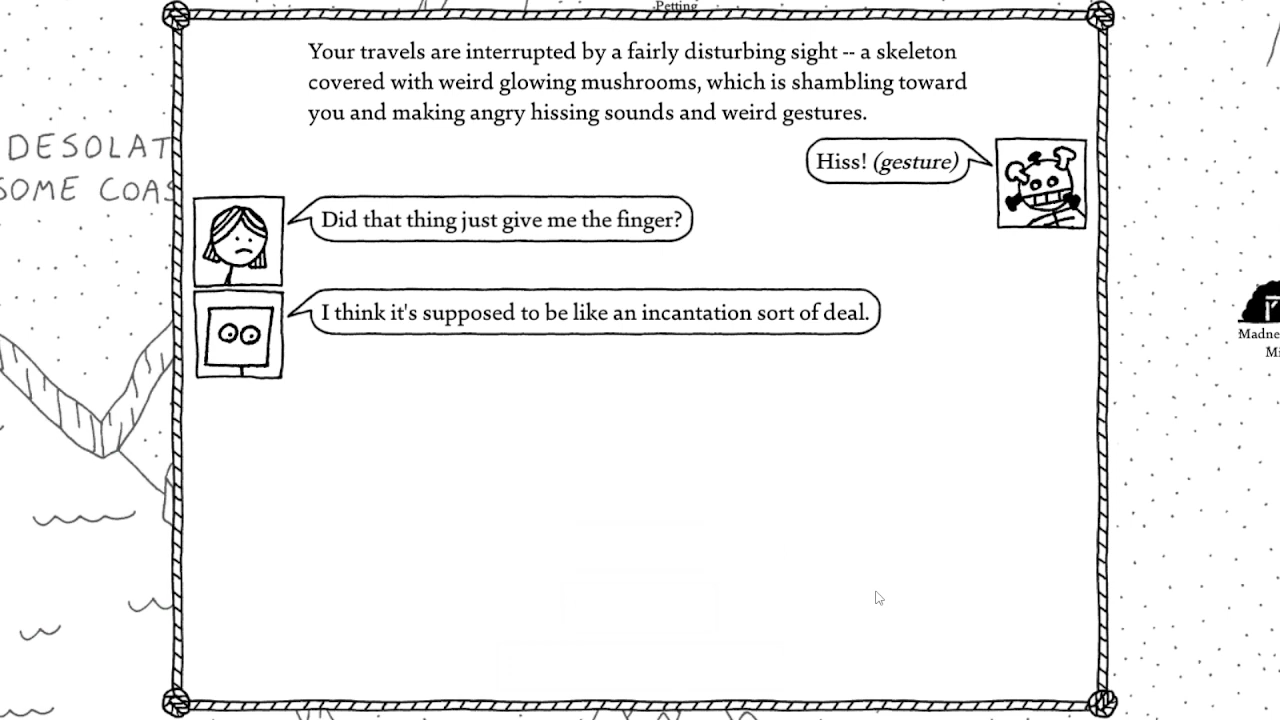 Petting
Your travels are interrupted by a fairly disturbing sight -- a skeleton
covered with weird glowing mushrooms, which is shambling toward
you and making angry hissing sounds and weird gestures.
DESOLAT
SOME COAS
Hiss! (gesture)
Did that thing just give me the finger?
I think it's supposed to be like an incantation sort of deal.
Madne
Mi